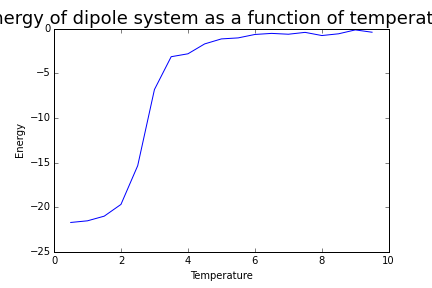 nergy of dipole system as a function of temperat
0
−5
−10
−15
−20
−25
Energy
0 2 4 6 8 10
Temperature